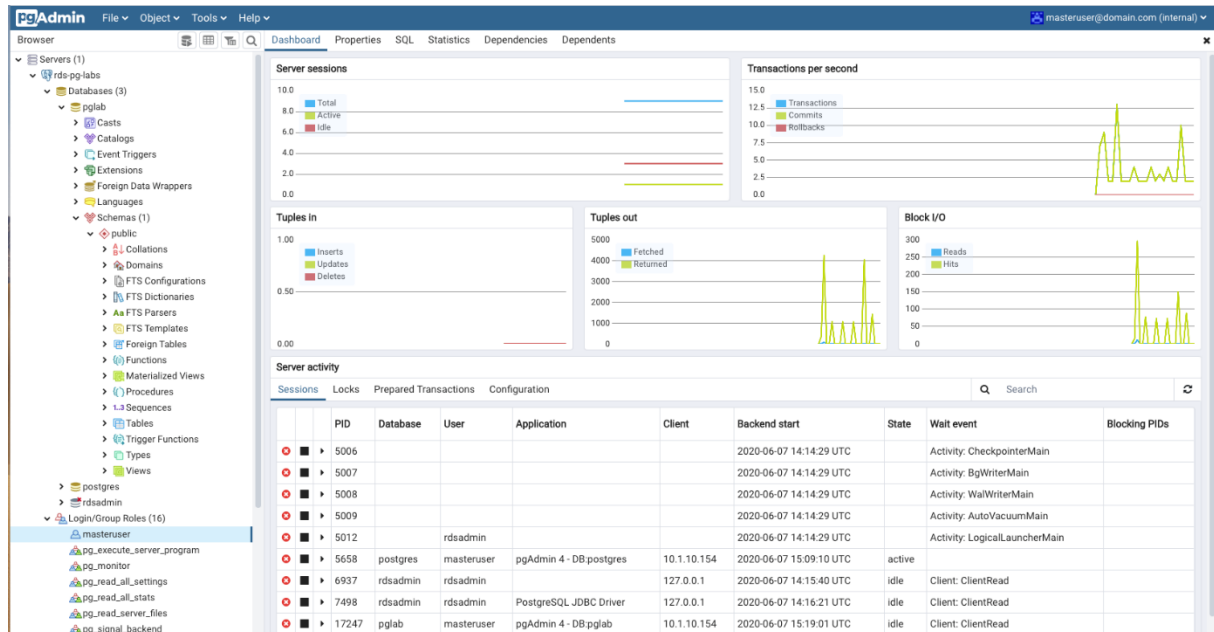 pgAdmin File Object Tools Help masteruser@domain.com (internal)
Browser
Dashboard Properties SQL Statistics Dependencies Dependents
Servers (1)
rds-pg-labs
Databases (3)
pglab
Casts
Catalogs
Event Triggers
Extensions
Foreign Data Wrappers
Languages
Schemas (1)
public
Collations
Domains
FTS Configurations
FTS Dictionaries
Aa FTS Parsers
FTS Templates
Foreign Tables
Functions
Materialized Views
Procedures
1..3 Sequences
Tables
Trigger Functions
Types
Views
postgres
rdsadmin
Login/Group Roles (16)
masteruser
pg_execute_server_program
pg_monitor
pg_read_all_settings
pg_read_all_stats
pg_read_server_files
pg_signal_backend
Server sessions
10.0
8.0
6.0
4.0
2.0
0.0
Total
Active
Idle
Transactions per second
15.0
12.5
10.0
7.5
5.0
2.5
0.0
Transactions
Commits
Rollbacks
Tuples in
1.00
0.50
0.00
Inserts
Updates
Deletes
Tuples out
5000
4000
3000
2000
1000
0
Fetched
Returned
Block I/O
300
250
200
150
100
50
0
Reads
Hits
Server activity
Sessions Locks Prepared Transactions Configuration Search
PID Database User Application Client Backend start State Wait event Blocking PIDs
5006 2020-06-07 14:14:29 UTC Activity: CheckpointerMain
5007 2020-06-07 14:14:29 UTC Activity: BgWriterMain
5008 2020-06-07 14:14:29 UTC Activity: WalWriterMain
5009 2020-06-07 14:14:29 UTC Activity: AutoVacuumMain
5012 rdsadmin 2020-06-07 14:14:29 UTC Activity: LogicalLauncherMain
5658 postgres masteruser pgAdmin 4 - DB:postgres 10.1.10.154 2020-06-07 15:09:10 UTC active
6937 rdsadmin rdsadmin 127.0.0.1 2020-06-07 14:15:40 UTC idle Client: ClientRead
7498 rdsadmin rdsadmin PostgreSQL JDBC Driver 127.0.0.1 2020-06-07 14:16:21 UTC idle Client: ClientRead
17247 pglab masteruser pgAdmin 4 - DB:pglab 10.1.10.154 2020-06-07 15:19:01 UTC idle Client: ClientRead